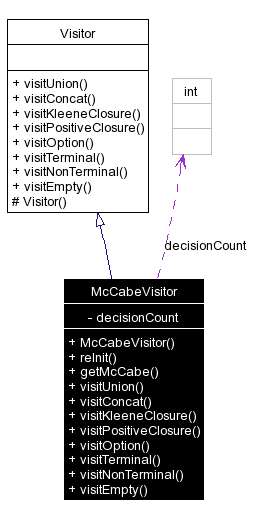 Visitor
+ visitUnion()
+ visitConcat()
+ visitKleeneClosure()
+ visitPositiveClosure()
+ visitOption()
+ visitTerminal()
+ visitNonTerminal()
+ visitEmpty()
# Visitor()
int
decisionCount
McCabeVisitor
- decisionCount
+ McCabeVisitor()
+ reInit()
+ getMcCabe()
+ visitUnion()
+ visitConcat()
+ visitKleeneClosure()
+ visitPositiveClosure()
+ visitOption()
+ visitTerminal()
+ visitNonTerminal()
+ visitEmpty()